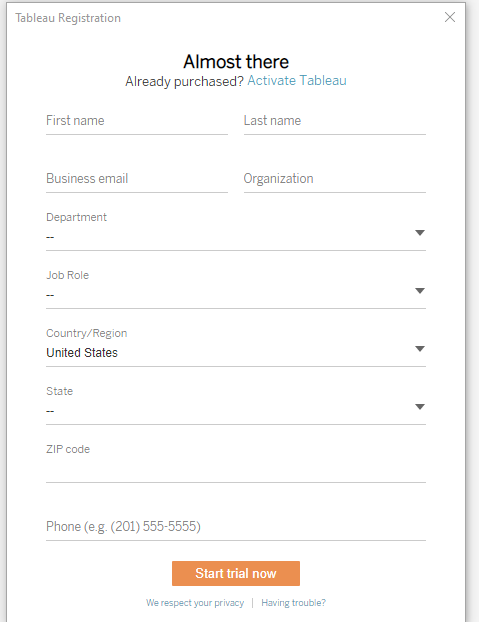 Tableau Registration
Almost there
Already purchased? Activate Tableau
First name
Last name
Business email
Organization
Department
--
Job Role
--
Country/Region
United States
State
--
ZIP code
Phone (e.g. (201) 555-5555)
Start trial now
We respect your privacy | Having trouble?